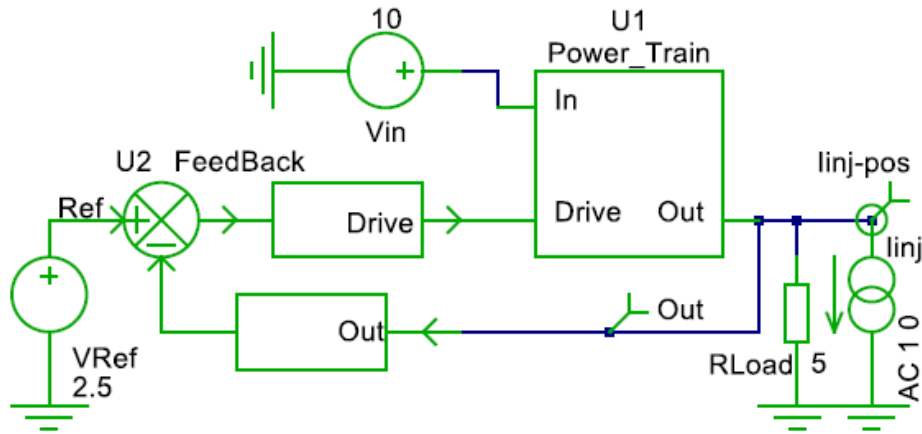 10
U1
Power_Train
In
Vin
U2
FeedBack
Iinj-pos
Ref
+
Drive
Drive
Out
Iinj
+
Out
Out
VRef
2.5
RLoad
5
AC 1 0